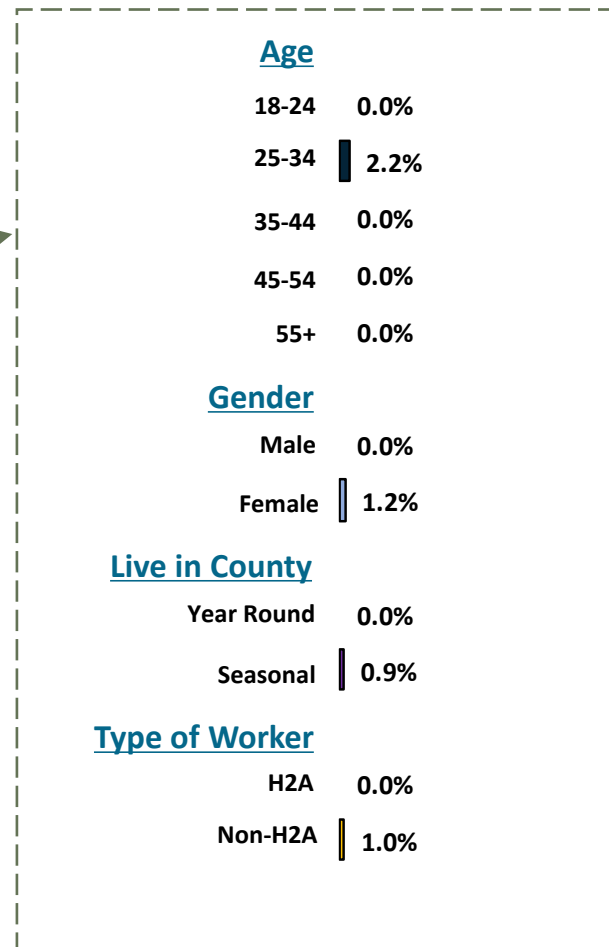 Age
18-24 0.0%
25-34 2.2%
35-44 0.0%
45-54 0.0%
55+ 0.0%
Gender
Male 0.0%
Female 1.2%
Live in County
Year Round 0.0%
Seasonal 0.9%
Type of Worker
H2A 0.0%
Non-H2A 1.0%